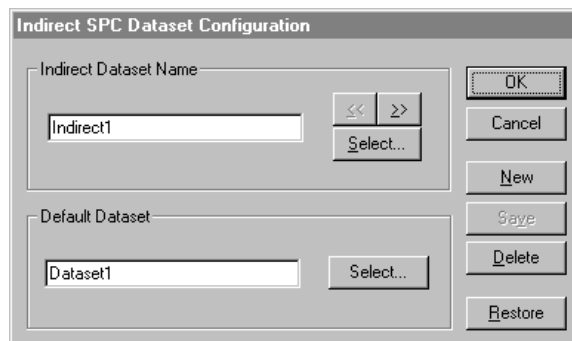 Indirect SPC Dataset Configuration
Indirect Dataset Name
Indirect1
<< >>
Select...
Default Dataset
Dataset1
Select...
OK
Cancel
New
Save
Delete
Restore